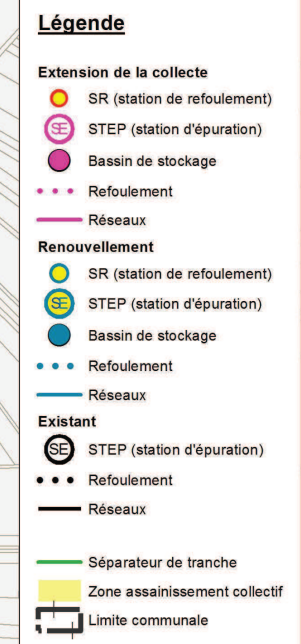 Légende
Extension de la collecte
SR (station de refoulement)
SE STEP (station d'épuration)
Bassin de stockage
Refoulement
Réseaux
Renouvellement
SR (station de refoulement)
SE STEP (station d'épuration)
Bassin de stockage
Refoulement
Réseaux
Existant
SE STEP (station d'épuration)
Refoulement
Réseaux
Séparateur de tranche
Zone assainissement collectif
Limite communale